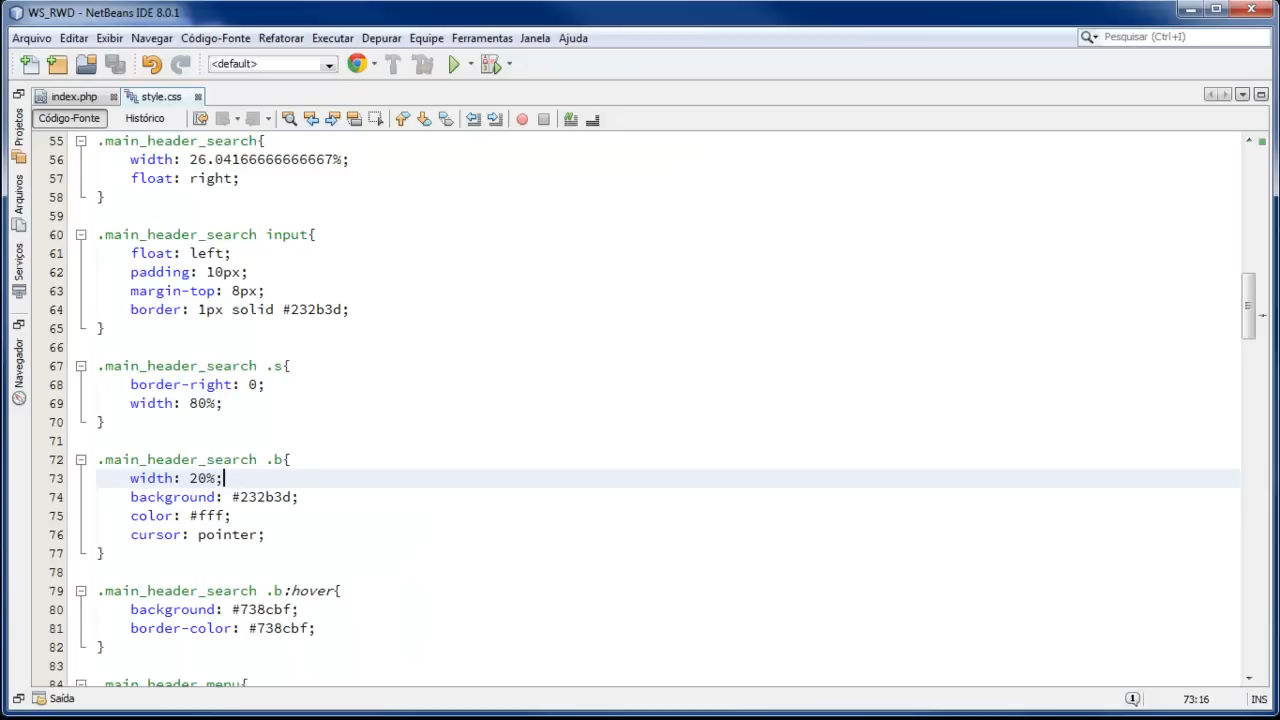 WS_RWD - NetBeans IDE 8.0.1
Arquivo Editar Exibir Navegar Código-Fonte Refatorar Executar Depurar Equipe Ferramentas Janela Ajuda
Pesquisar (Ctrl+I)
<default>
index.php style.css
Código-Fonte Histórico
Projetos
Arquivos
Serviços
Navegador
55 .main_header_search{
56 width: 26.04166666666667%;
57 float: right;
58 }
59
60 .main_header_search input{
61 float: left;
62 padding: 10px;
63 margin-top: 8px;
64 border: 1px solid #232b3d;
65 }
66
67 .main_header_search .s{
68 border-right: 0;
69 width: 80%;
70 }
71
72 .main_header_search .b{
73 width: 20%;
74 background: #232b3d;
75 color: #fff;
76 cursor: pointer;
77 }
78
79 .main_header_search .b:hover{
80 background: #738cbf;
81 border-color: #738cbf;
82 }
83
84 .main_header_menu{
Saída
1 73:16 INS